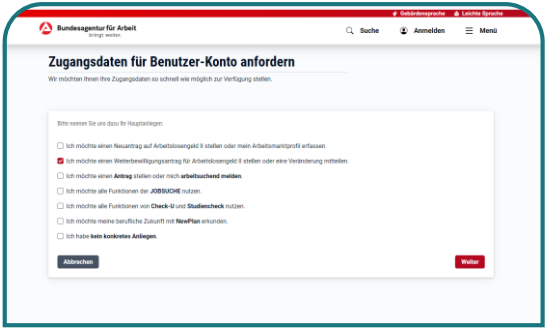 Gebärdensprache Leichte Sprache
Bundesagentur für Arbeit
bringt weiter.
Suche Anmelden Menü
Zugangsdaten für Benutzer-Konto anfordern
Wir möchten Ihnen Ihre Zugangsdaten so schnell wie möglich zur Verfügung stellen.
Bitte nennen Sie uns dazu Ihr Hauptanliegen:
Ich möchte einen Neuantrag auf Arbeitslosengeld II stellen oder mein Arbeitsmarktprofil erfassen.
Ich möchte einen Weiterbewilligungsantrag für Arbeitslosengeld II stellen oder eine Veränderung mitteilen.
Ich möchte einen Antrag stellen oder mich arbeitsuchend melden.
Ich möchte alle Funktionen der JOBSUCHE nutzen.
Ich möchte alle Funktionen von Check-U und Studiencheck nutzen.
Ich möchte meine berufliche Zukunft mit NewPlan erkunden.
Ich habe kein konkretes Anliegen.
Abbrechen Weiter